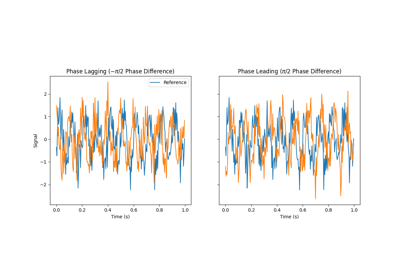 Phase Lagging (−π/2 Phase Difference)
Phase Leading (π/2 Phase Difference)
Reference
2
1
0
−1
−2
Signal
0.0 0.2 0.4 0.6 0.8 1.0
0.0 0.2 0.4 0.6 0.8 1.0
Time (s)
Time (s)